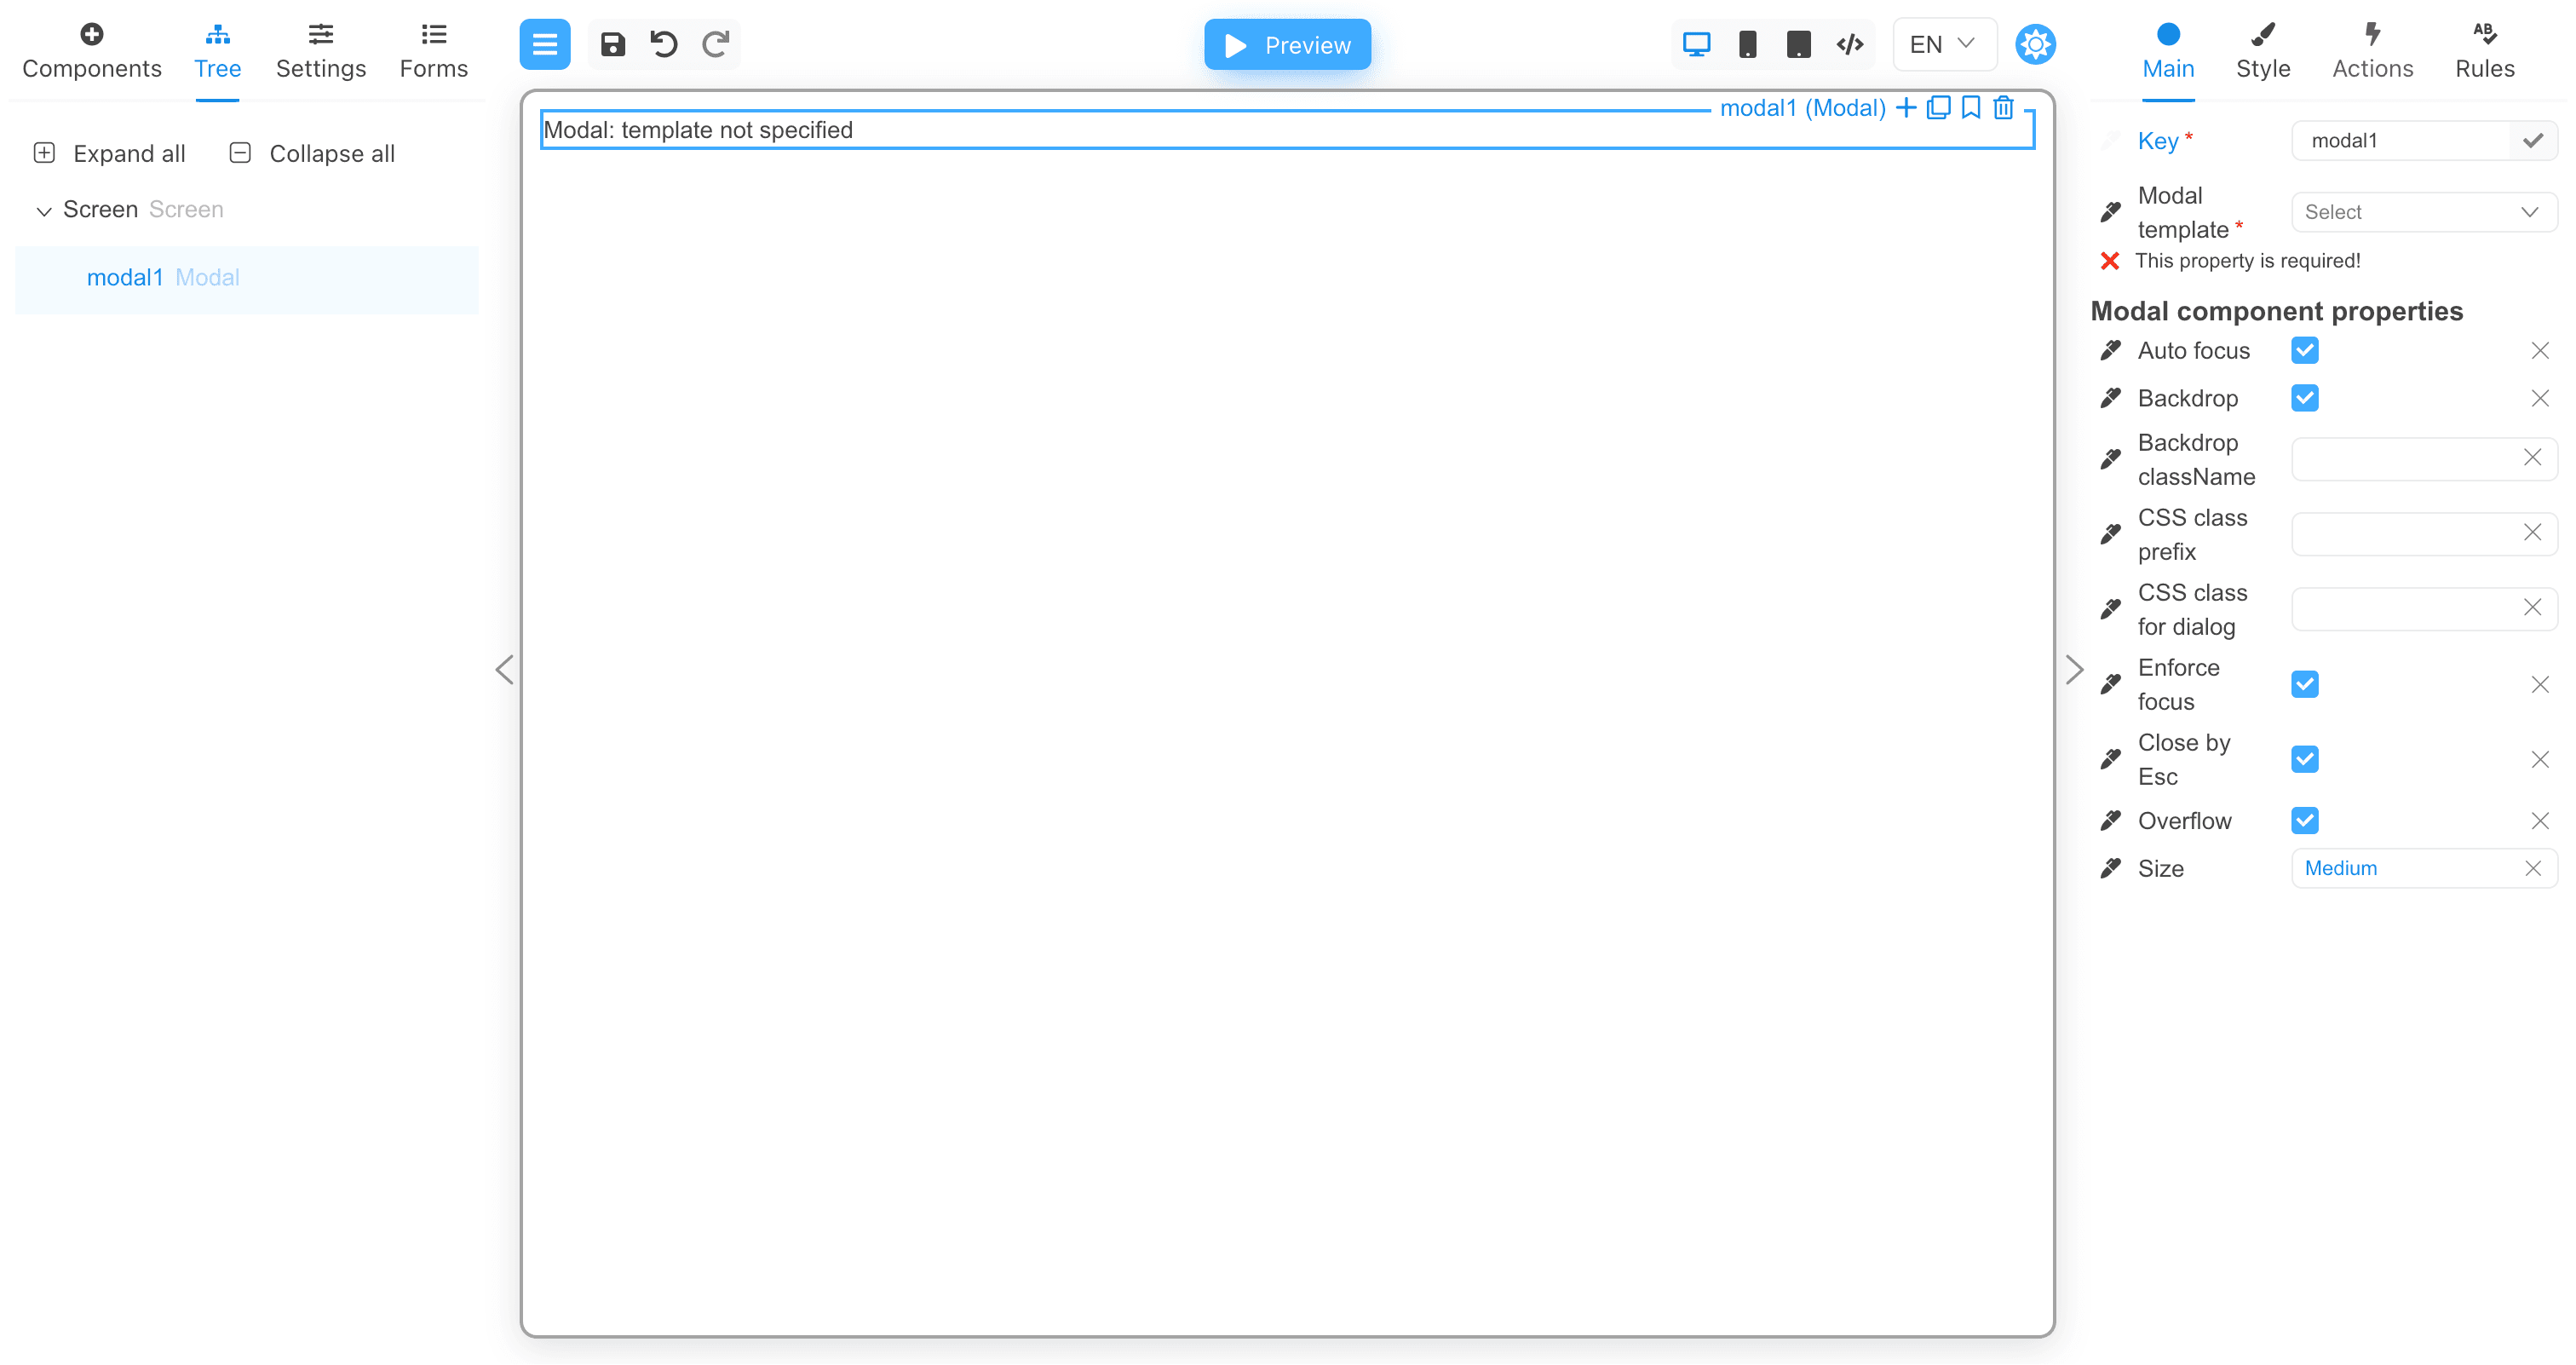 Components
Tree
Settings
Forms
Preview
EN
Main
Style
Actions
AB
Rules
Expand all
Collapse all
Screen Screen
modal1 Modal
modal1 (Modal)
Modal: template not specified
Key *
modal1
Modal
template *
Select
This property is required!
Modal component properties
Auto focus
Backdrop
Backdrop
className
CSS class
prefix
CSS class
for dialog
Enforce
focus
Close by
Esc
Overflow
Size
Medium